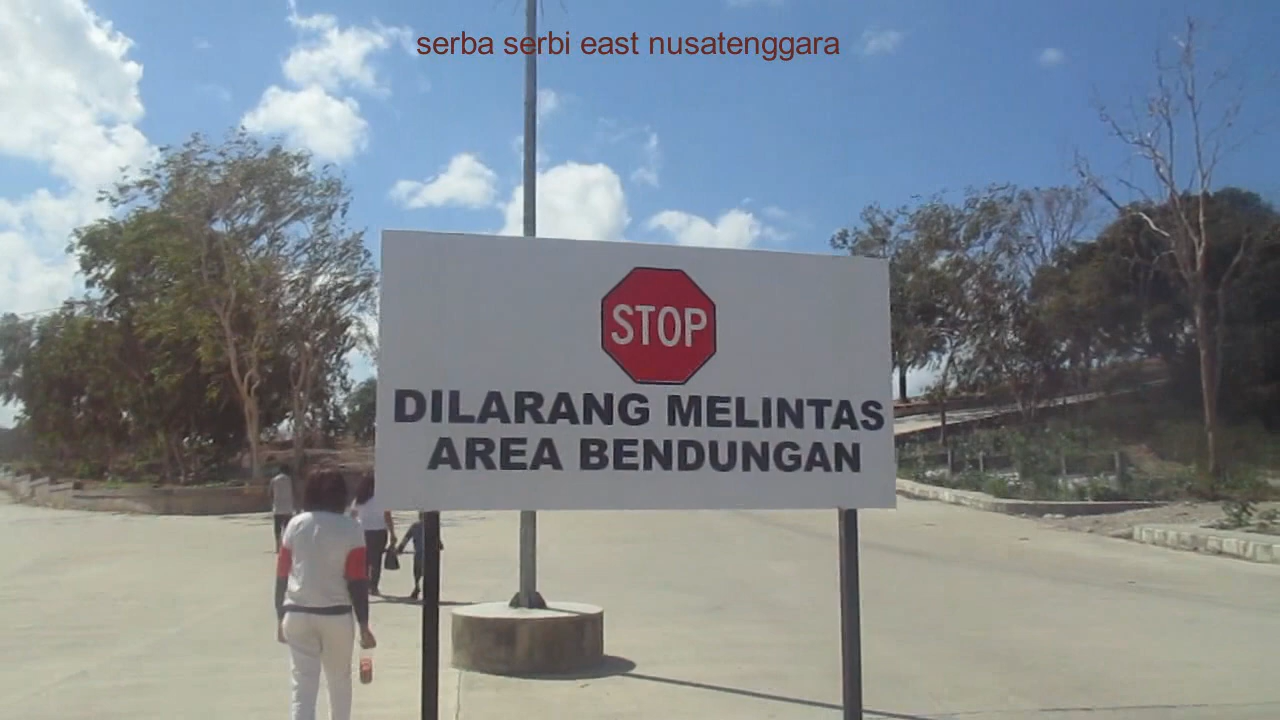 serba serbi east nusatenggara
STOP
DILARANG MELINTAS
AREA BENDUNGAN